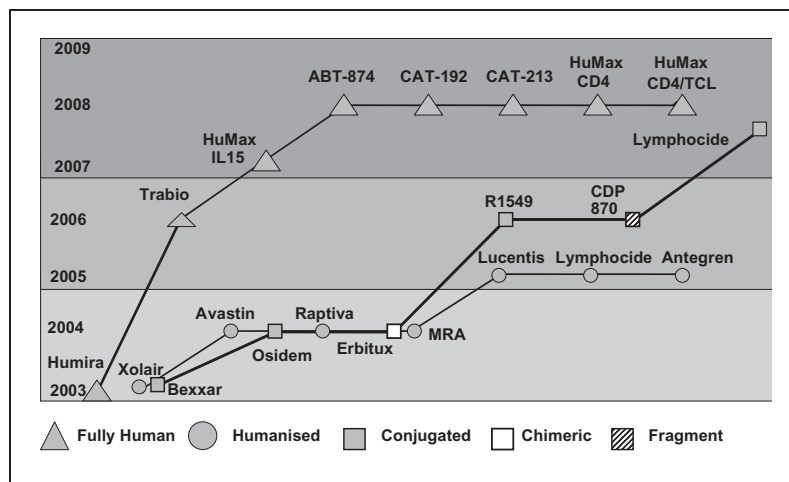 2009
HuMax
CD4
HuMax
CD4/TCL
ABT-874
CAT-192
CAT-213
2008
HuMax
IL15
Lymphocide
2007
Trabio
R1549
CDP
870
2006
Lucentis
Lymphocide
Antegren
2005
Avastin
Raptiva
2004
Osidem
Erbitux
MRA
Humira
Xolair
2003
Bexxar
Fully Human
Humanised
Conjugated
Chimeric
Fragment